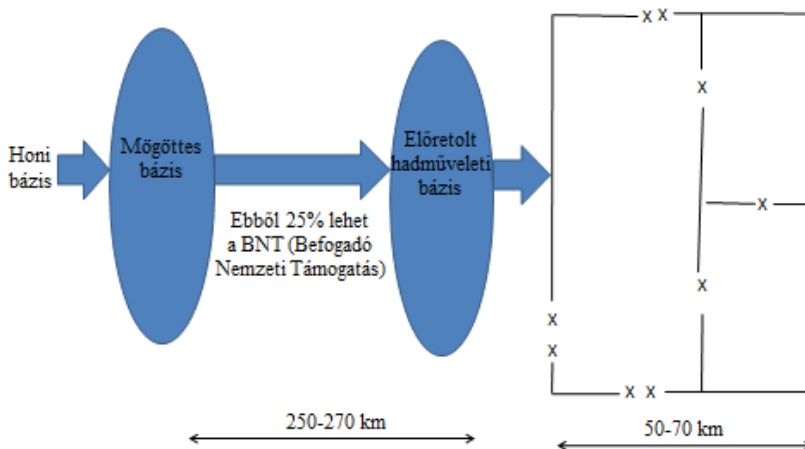 Honi
bázis
Mögöttes
bázis
Ebből 25% lehet
a BNT (Befogadó
Nemzeti Támogatás)
Előretolt
hadműveleti
bázis
X X
X
X
X
X
X
X X
250-270 km
50-70 km